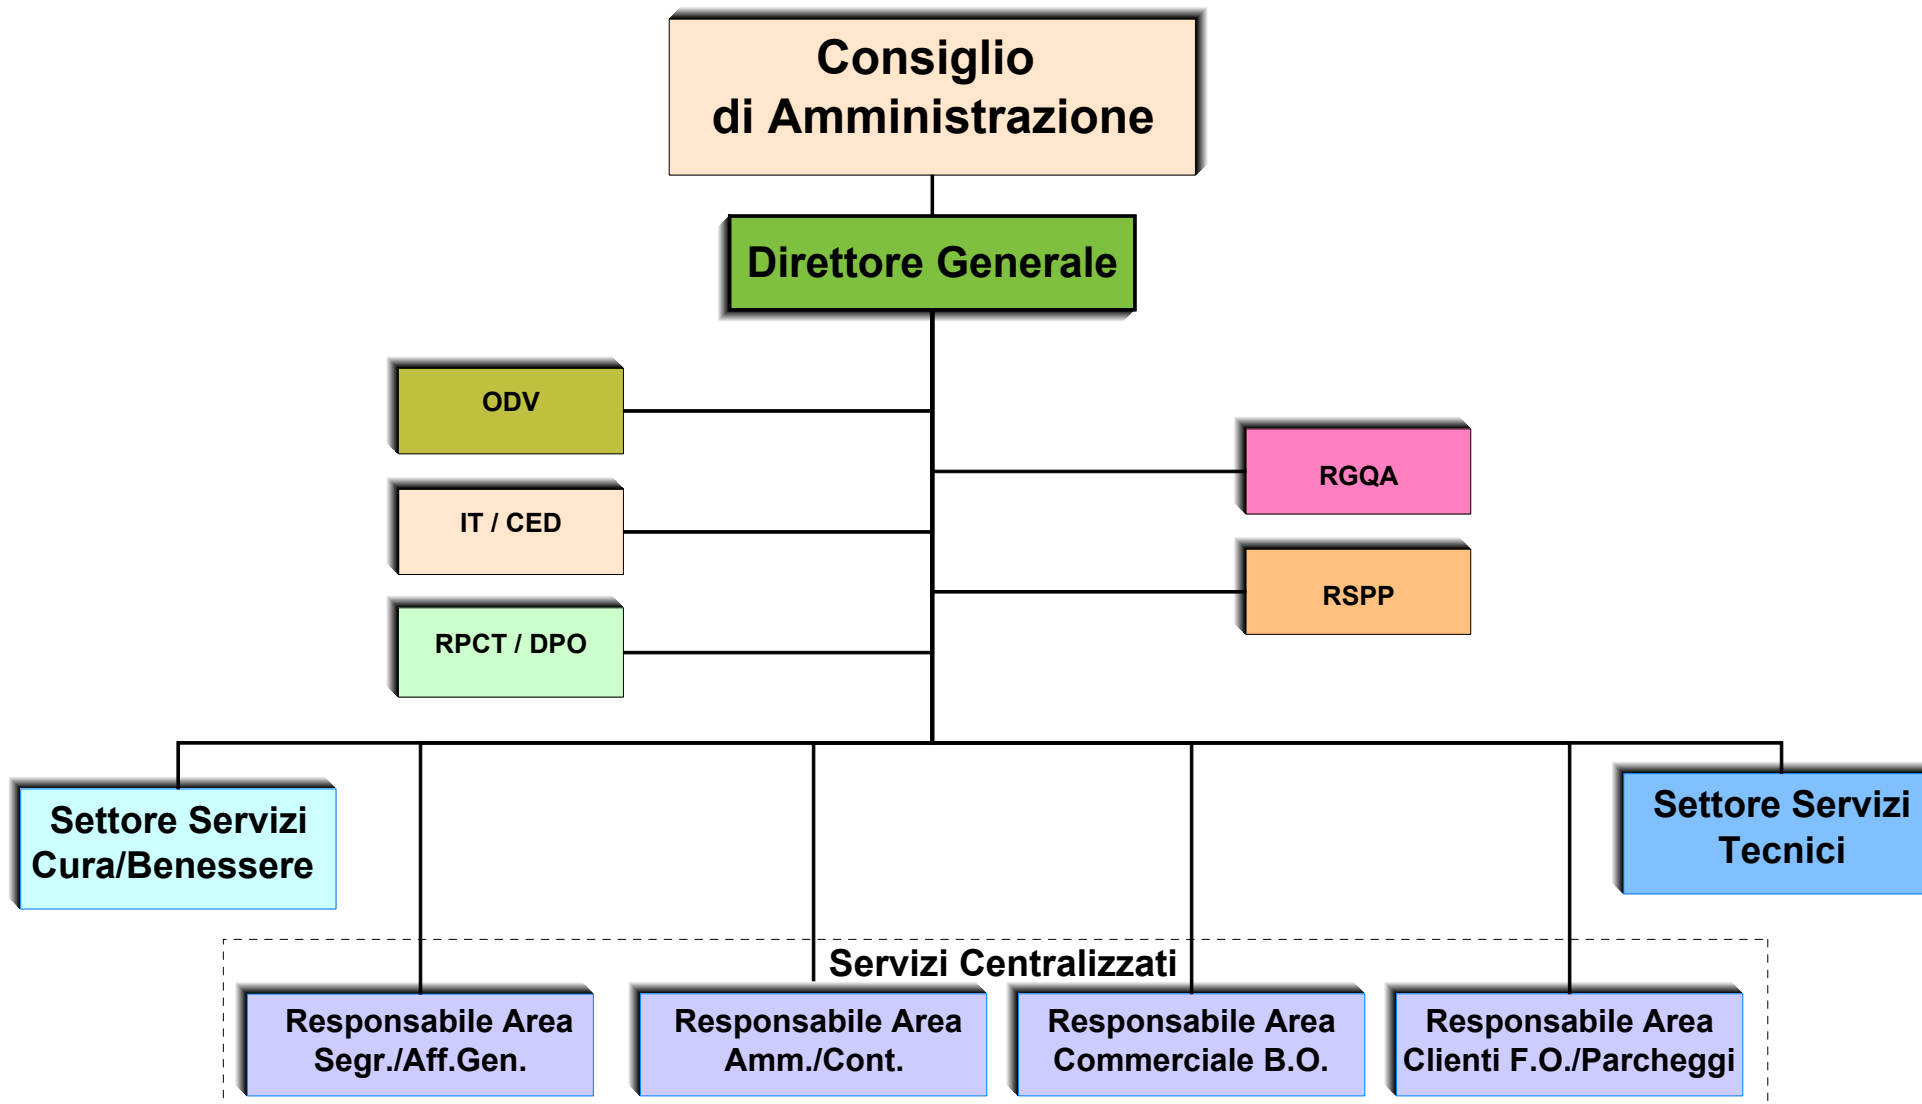 Consiglio
di Amministrazione
Direttore Generale
ODV
RGQA
IT / CED
RSPP
RPCT / DPO
Settore Servizi
Cura/Benessere
Settore Servizi
Tecnici
Servizi Centralizzati
Responsabile Area
Segr./Aff.Gen.
Responsabile Area
Amm./Cont.
Responsabile Area
Commerciale B.O.
Responsabile Area
Clienti F.O./Parcheggi